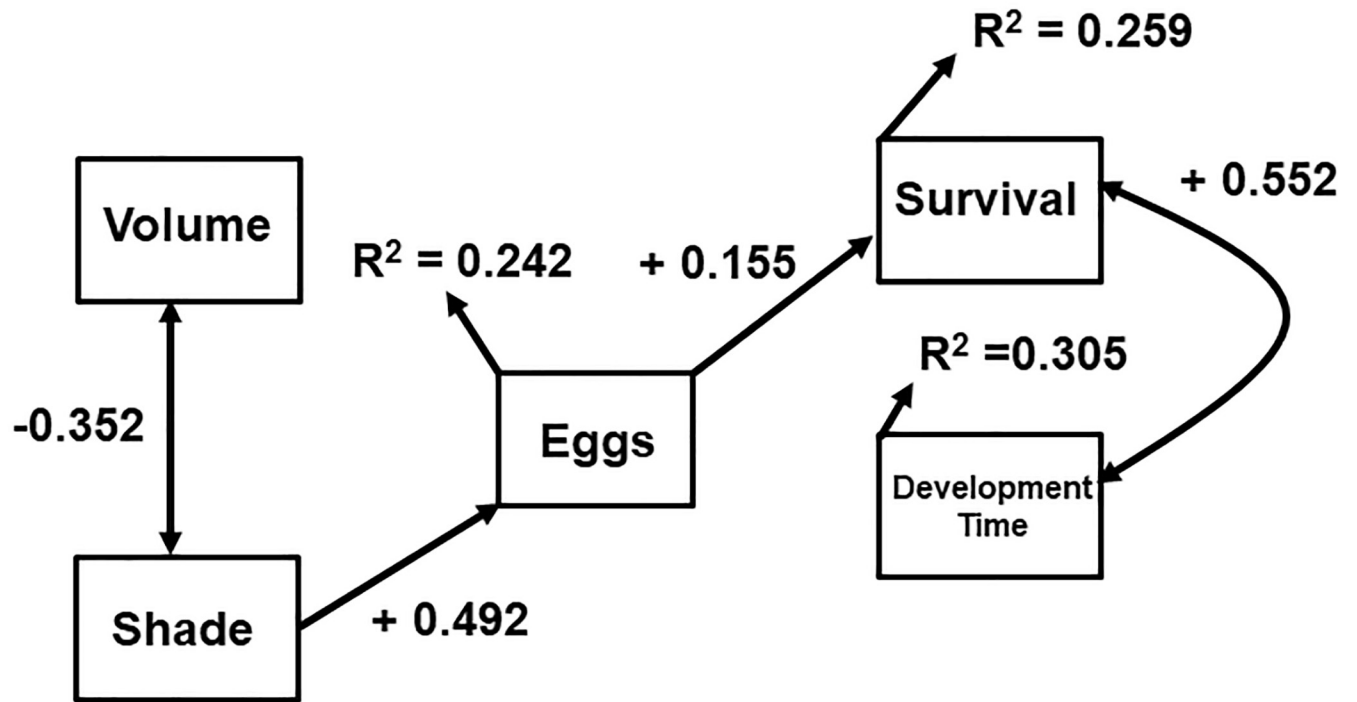 R² = 0.259
Volume
Survival
+ 0.552
R² = 0.242
+ 0.155
R² =0.305
-0.352
Eggs
Development
Time
Shade
+ 0.492